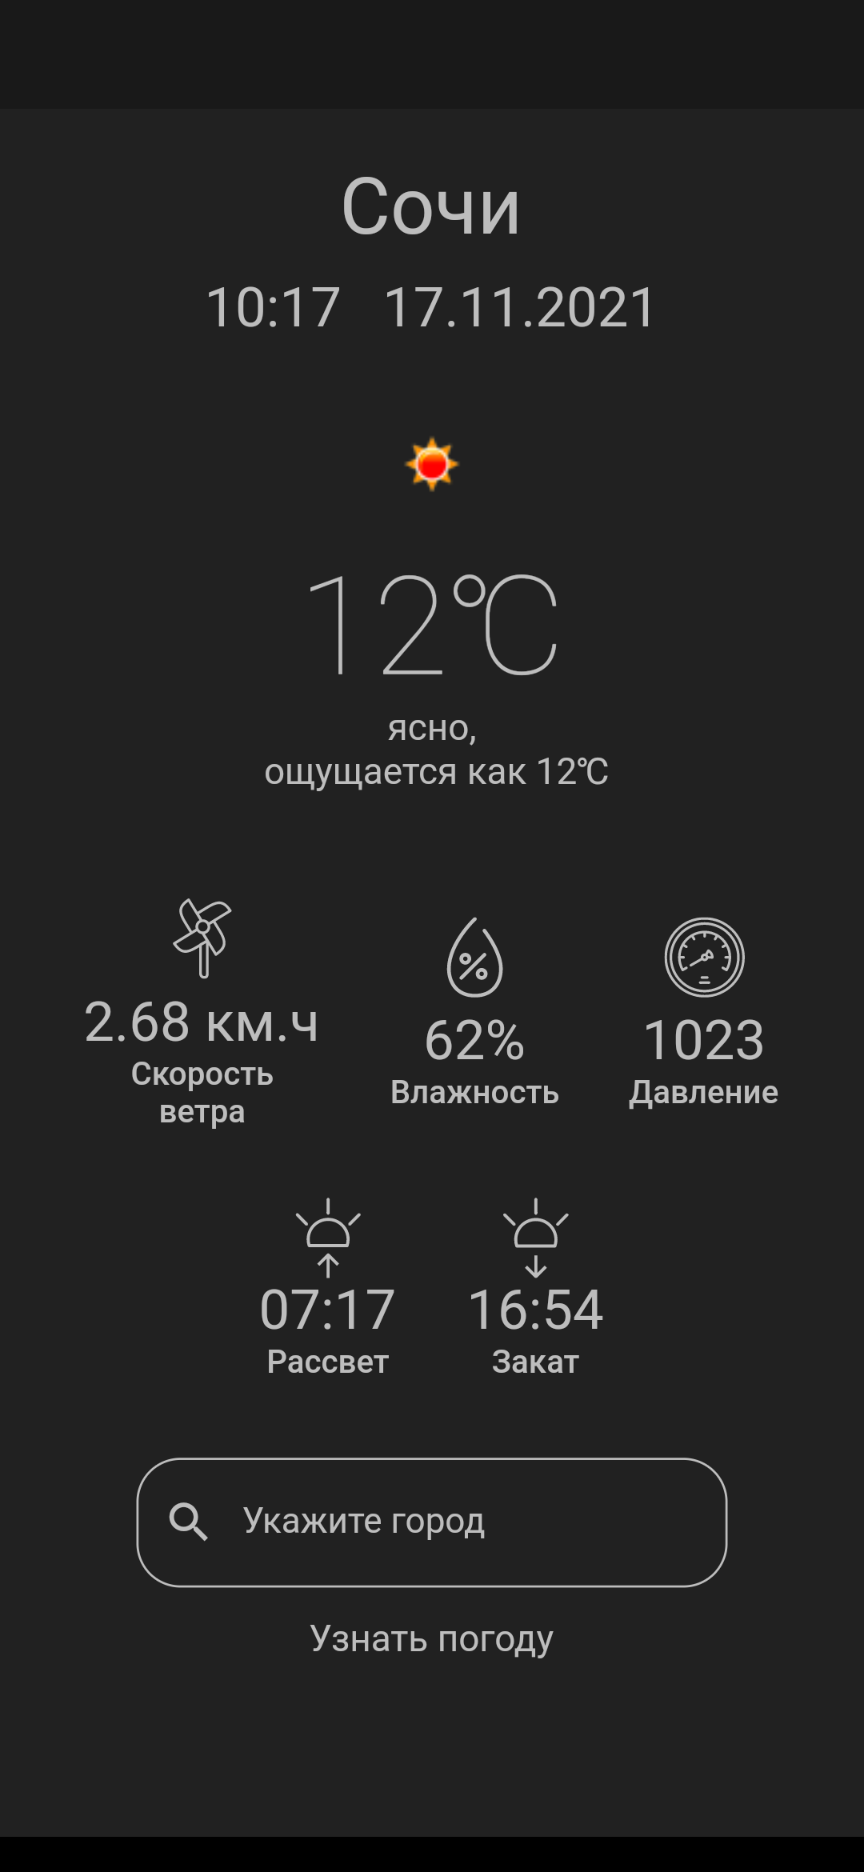 Сочи
10:17 17.11.2021
12℃
ясно,
ощущается как 12℃
2.68 км.ч
Скорость
ветра
62%
Влажность
1023
Давление
07:17
Рассвет
16:54
Закат
Укажите город
Узнать погоду